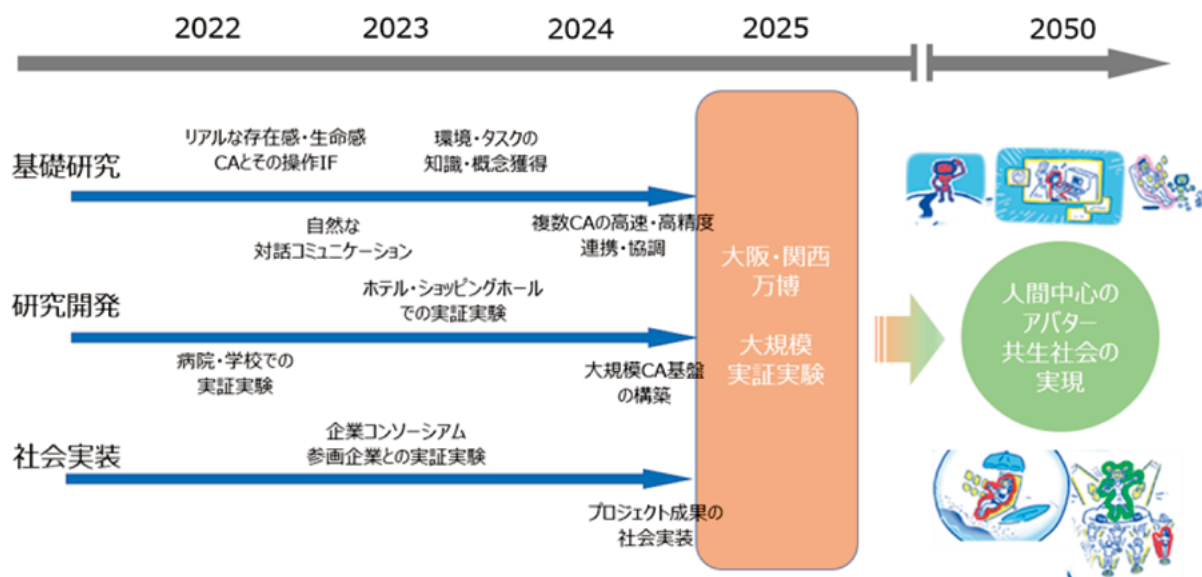 2022
2023
2024
2025
2050
基礎研究
リアルな存在感・生命感
CAとその操作IF
環境・タスクの
知識・概念獲得
自然な
対話コミュニケーション
複数CAの高速・高精度
連携・協調
研究開発
ホテル・ショッピングホール
での実証実験
病院・学校での
実証実験
大規模CA基盤
の構築
社会実装
企業コンソーシアム
参画企業との実証実験
プロジェクト成果の
社会実装
大阪・関西
万博
大規模
実証実験
人間中心の
アバター
共生社会の
実現